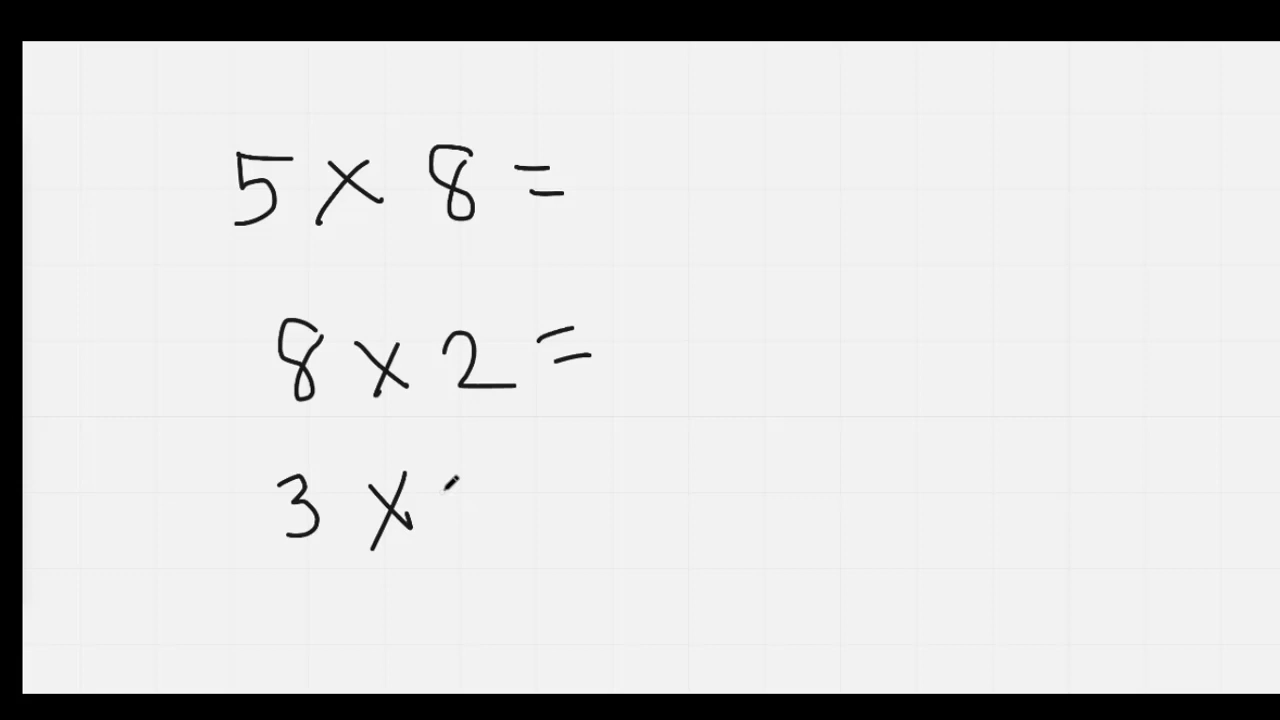 5 × 8 =
8 × 2 =
3 ×